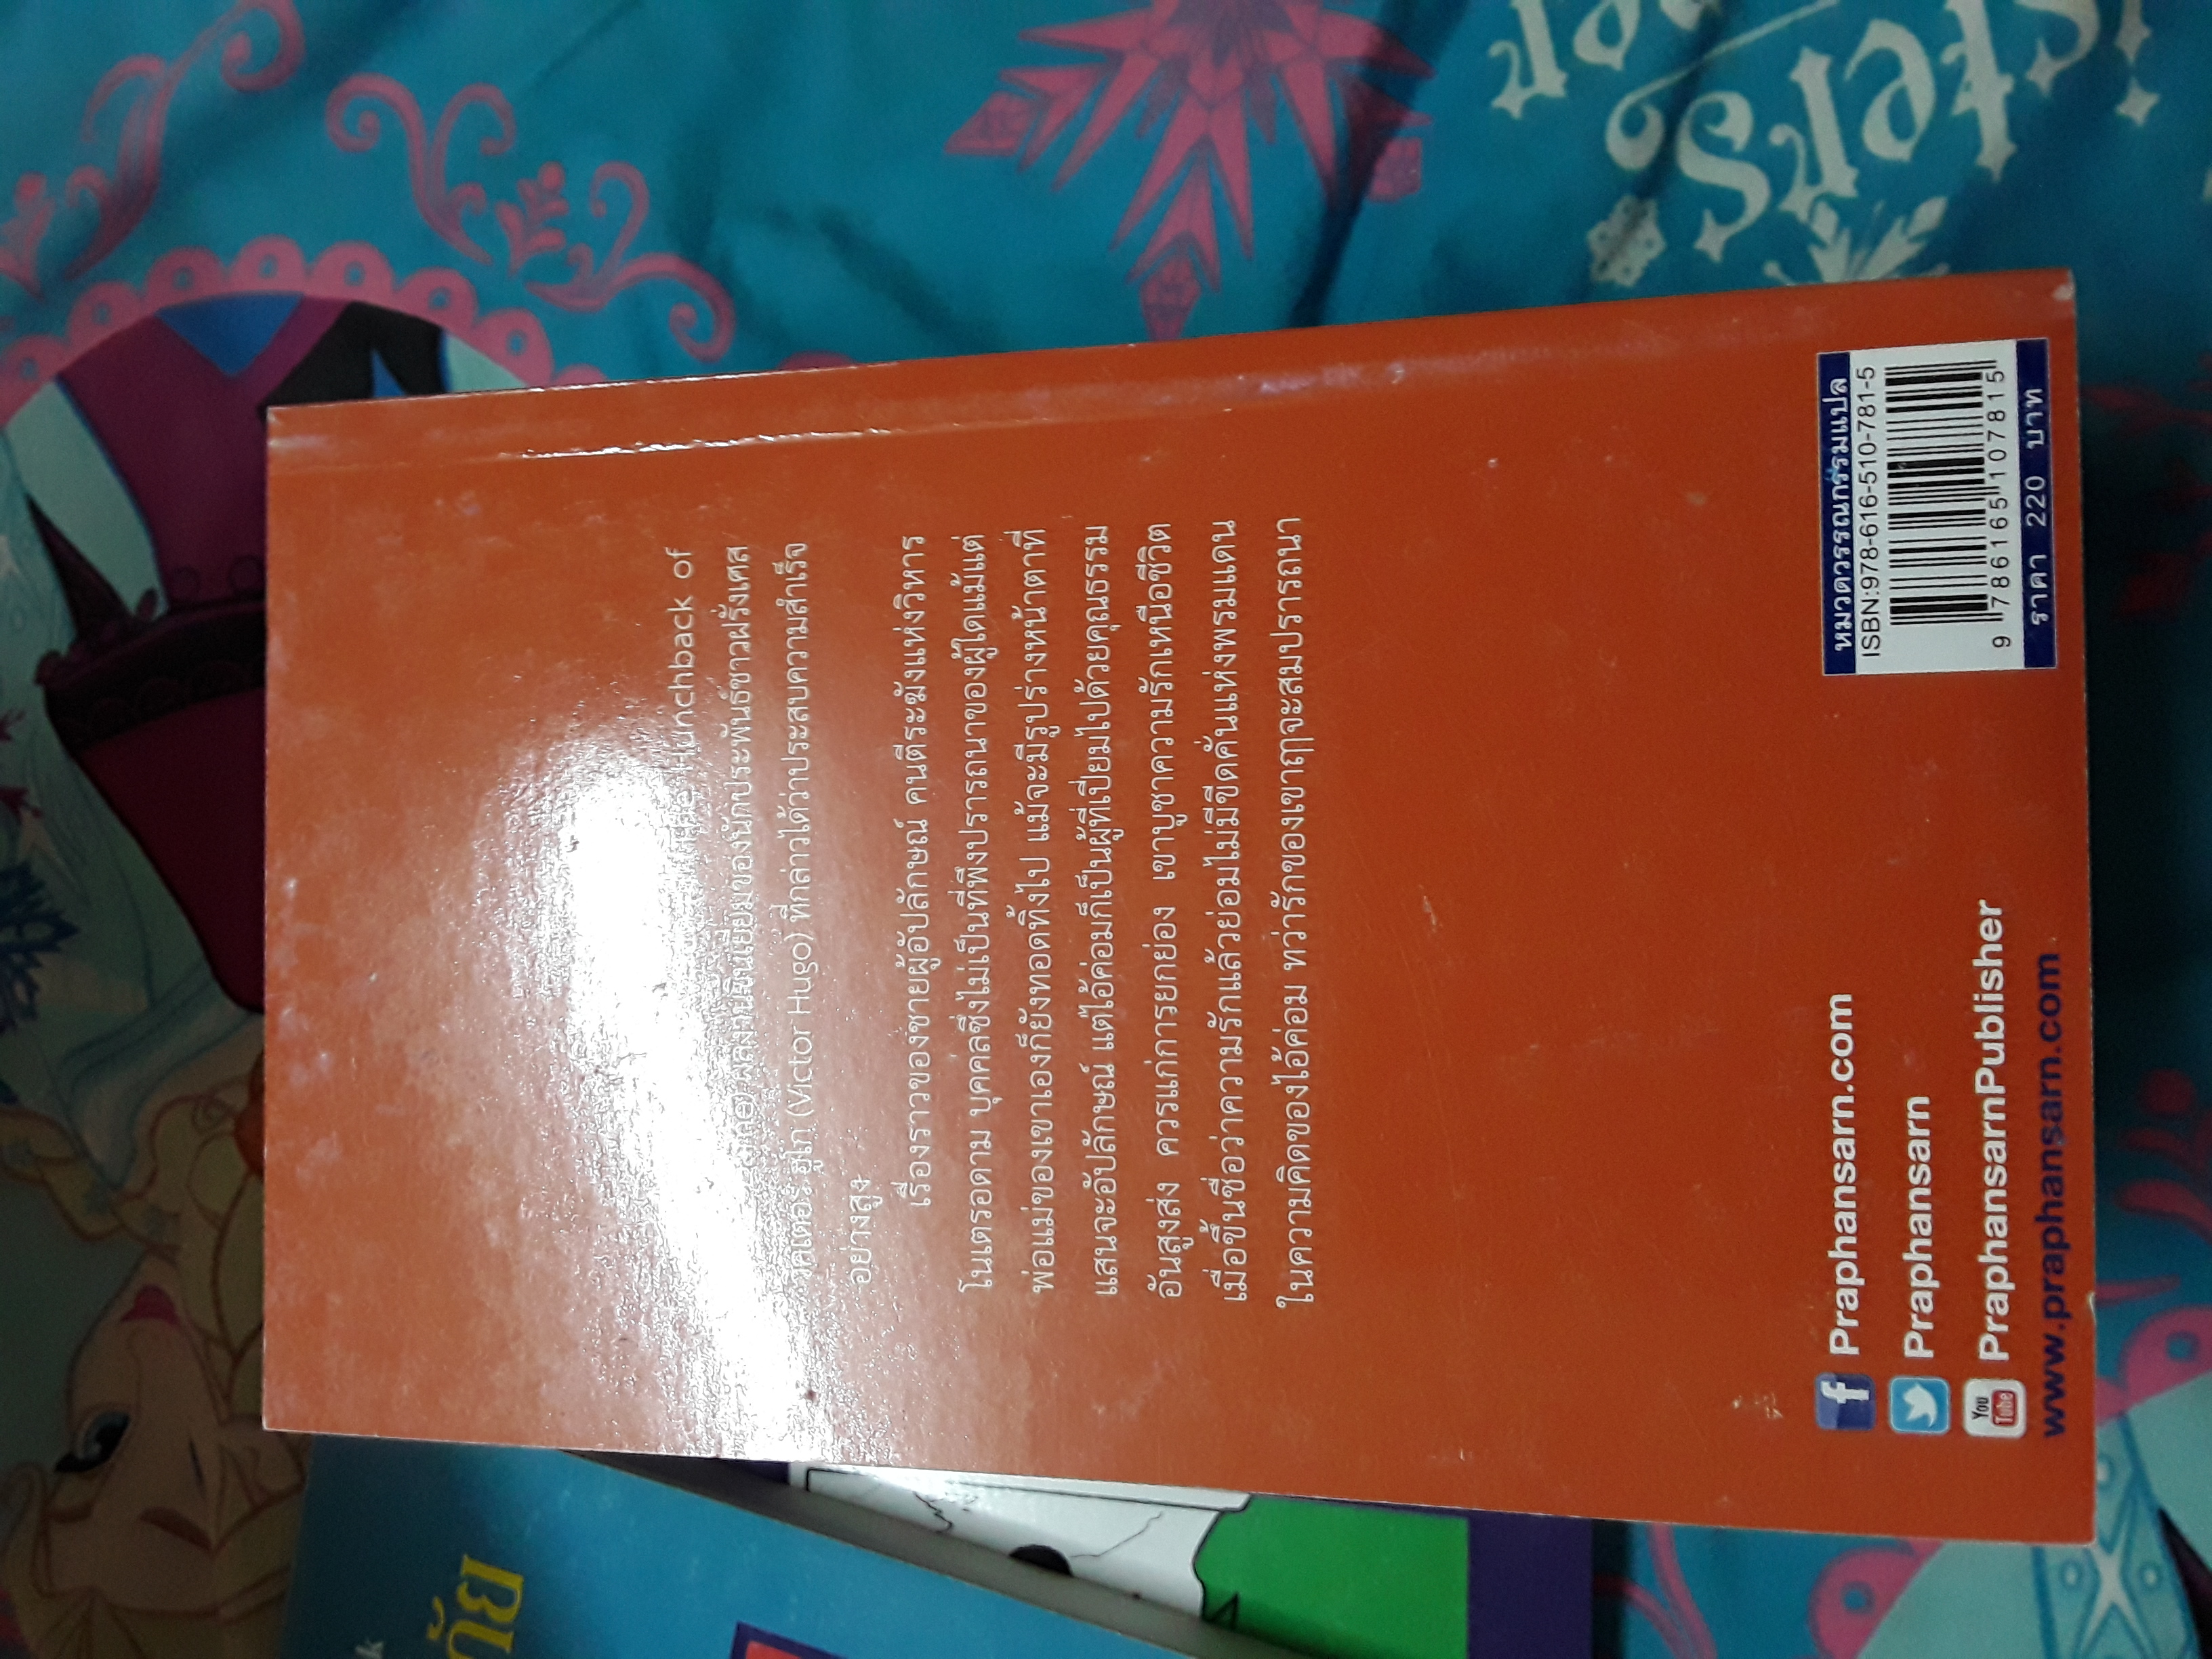 The Hunchback of
ผลงานชิ้นเยี่ยมของนักประพันธ์ชาวฝรั่งเศส
วิคเตอร์ ฮูโก (Victor Hugo) ที่กล่าวได้ว่าประสบความสำเร็จ
อย่างสูง
เรื่องราวของชายผู้อัปลักษณ์ คนตีระฆังแห่งวิหาร
โนเตรอดาม บุคคลซึ่งไม่เป็นที่พึงปรารถนาของผู้ใดแม้แต่
พ่อแม่ของเขาเองก็ยังทอดทิ้งไป แม้จะมีรูปร่างหน้าตาที่
แสนจะอัปลักษณ์ แต่ไอ้ค่อมก็เป็นผู้ที่เปี่ยมไปด้วยคุณธรรม
อันสูงส่ง ควรแก่การยกย่อง เขาบูชาความรักเหนือชีวิต
เมื่อขึ้นชื่อว่าความรักแล้วย่อมไม่มีขีดคั่นแห่งพรมแดน
ในความคิดของไอ้ค่อม ทว่ารักของเขาฤๅจะสมปรารถนา
Praphansarn.com
Praphansarn
You Tube PraphansarnPublisher
www.praphansarn.com
หมวดวรรณกรรมแปล
ISBN:978-616-510-781-5
9 786165 107815
ราคา 220 บาท